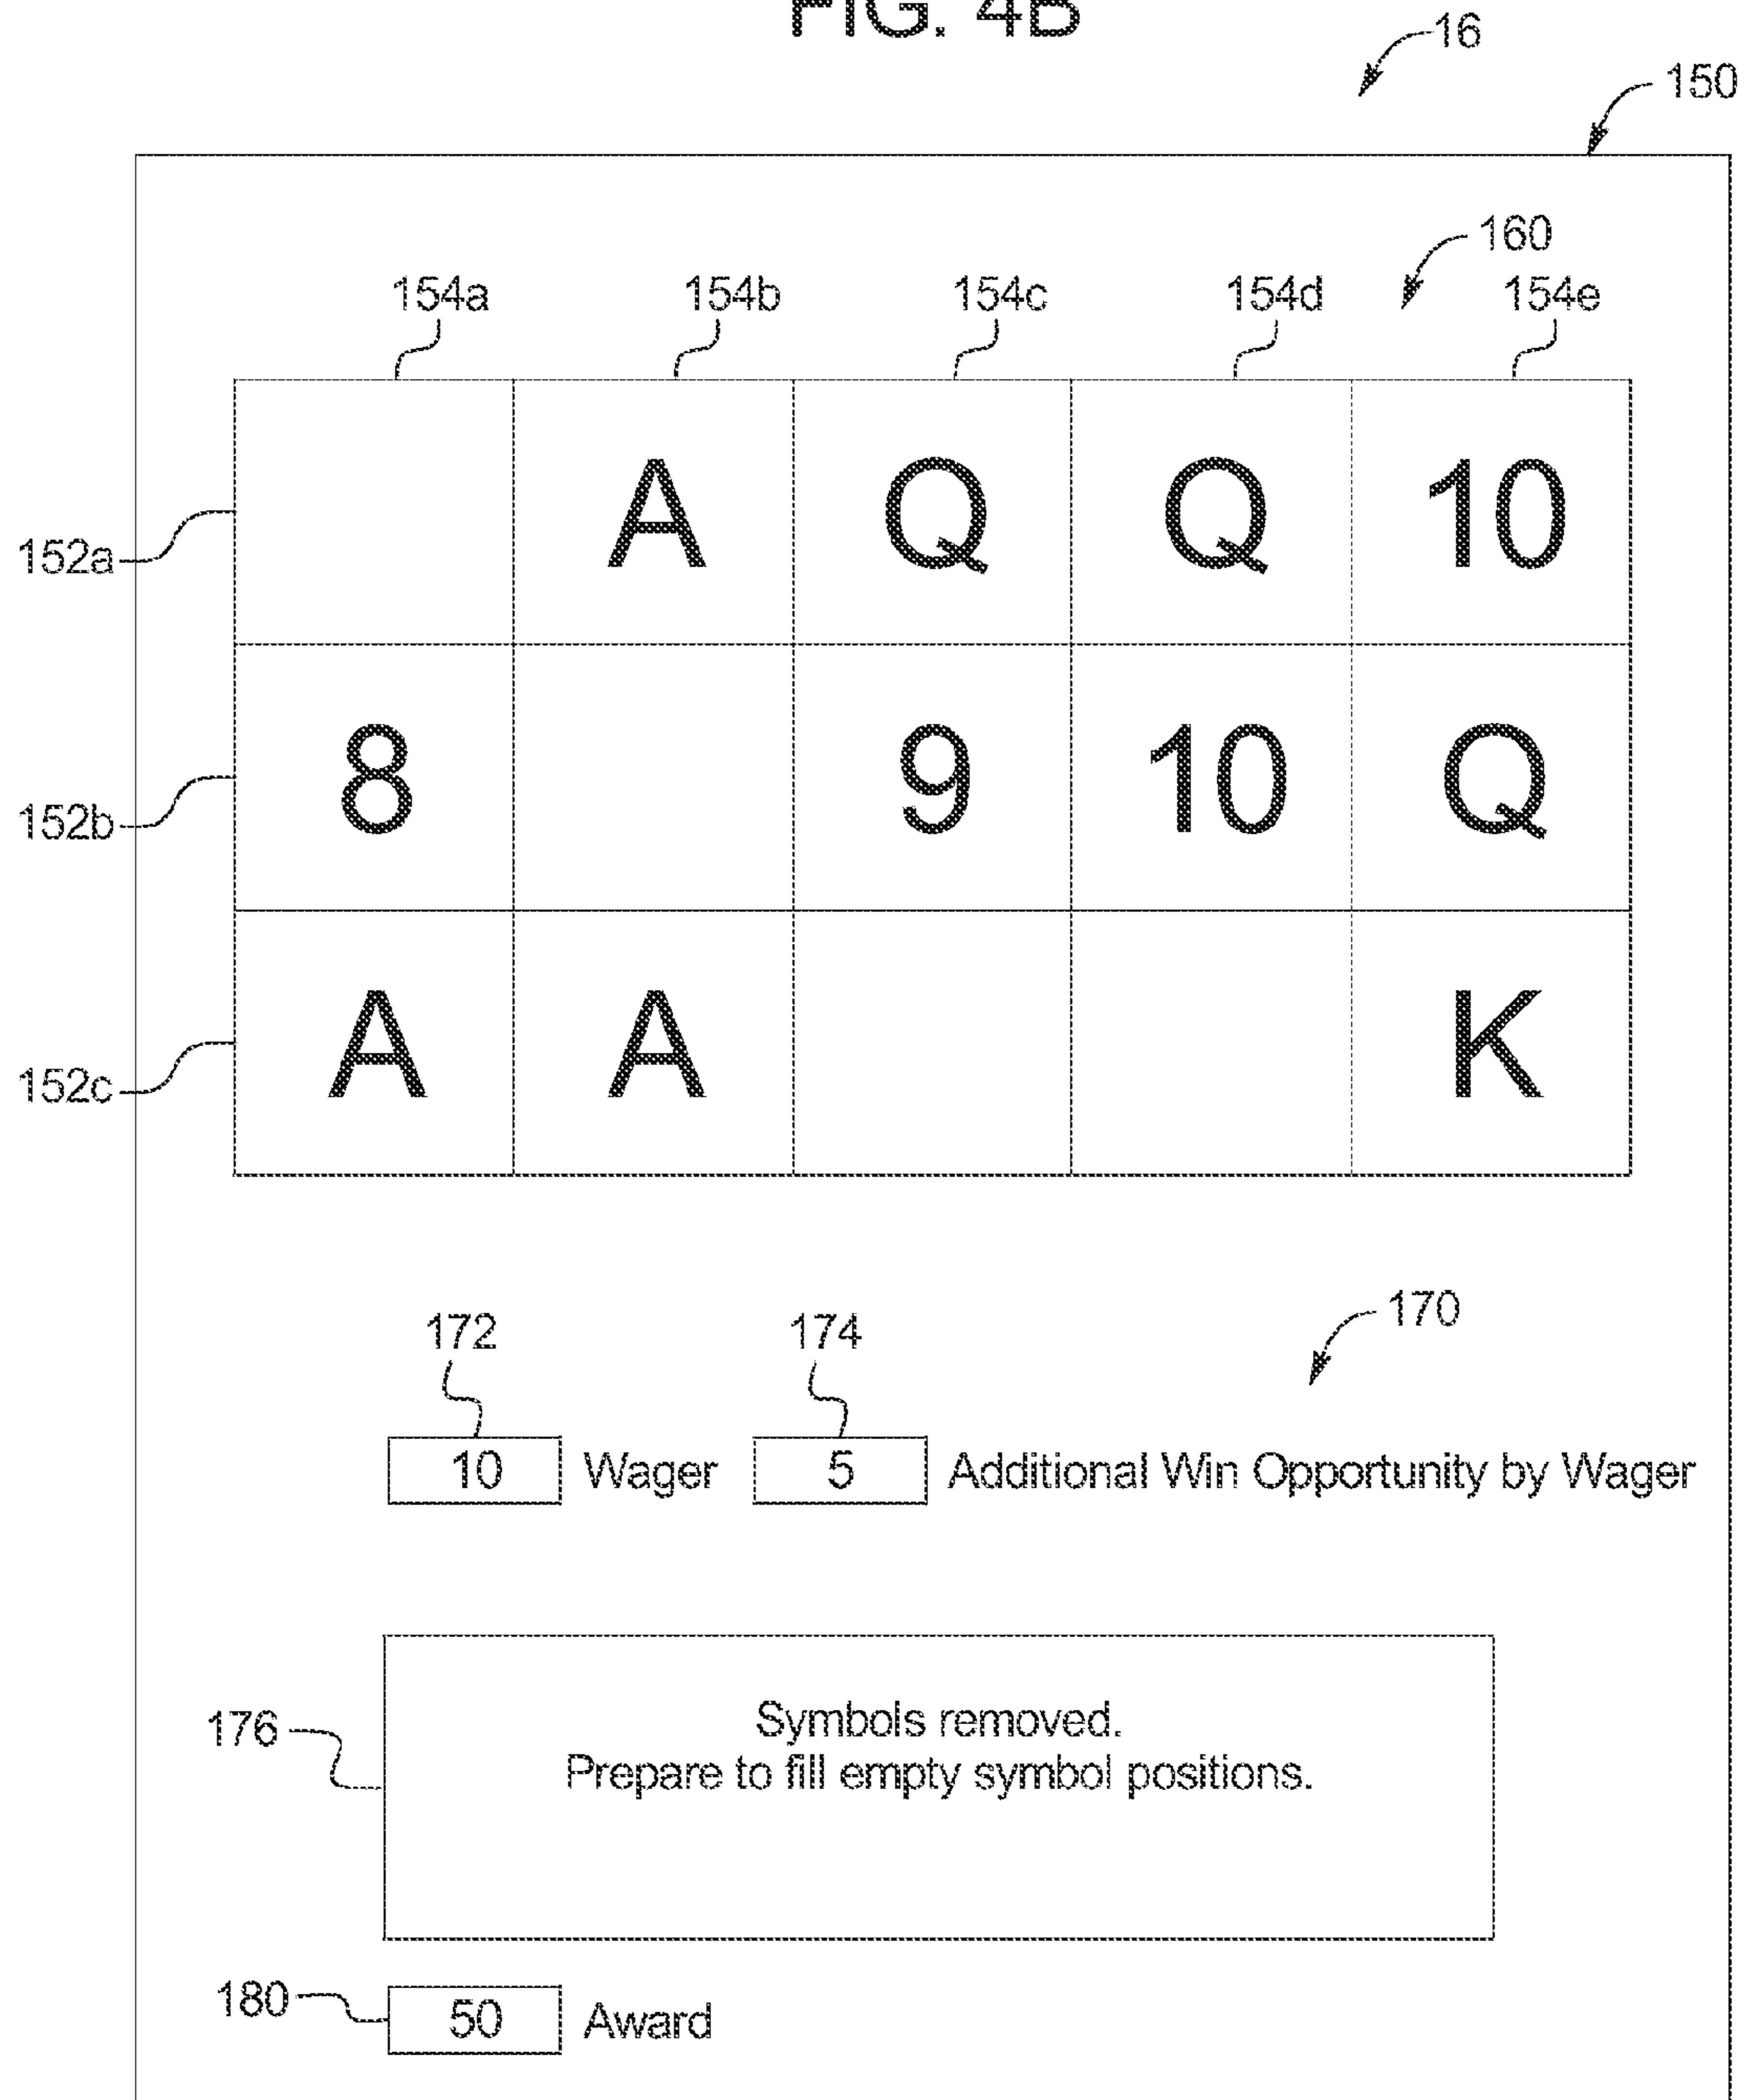 FIG. 4B
16
150
160
154a 154b 154c 154d 154e
152a A Q Q 10
152b 8 9 10 Q
152c A A K
170
172 174
10 Wager 5 Additional Win Opportunity by Wager
176 Symbols removed.
Prepare to fill empty symbol positions.
180 50 Award